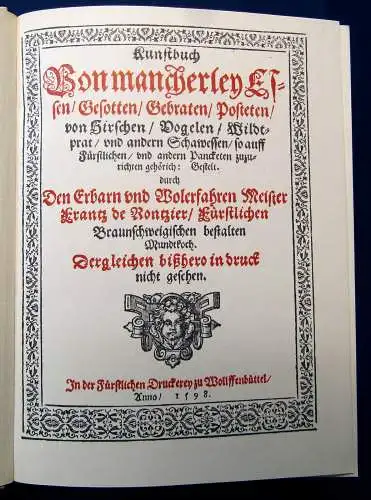 Kunstbuch
Von mancherley Es-
sen/ Gesotten/ Gebraten/ Posteten/
von Hirschen/ Vogelen/ Wildt-
prat/ vnd andern Schawessen/ so auff
Fürstlichen/ vnd andern Pancketen zuzu-
richten gehörich: Gestelt.
durch
Den Erbarn vnd Wolerfahren Meister
Frantz de Rontzier/ Fürstlichen
Braunschweigischen bestalten
Mundtkoch.
Dergleichen bißhero in druck
nicht gesehen.
In der Fürstlichen Druckerey zu Wolffenbüttel/
Anno/ 1598.